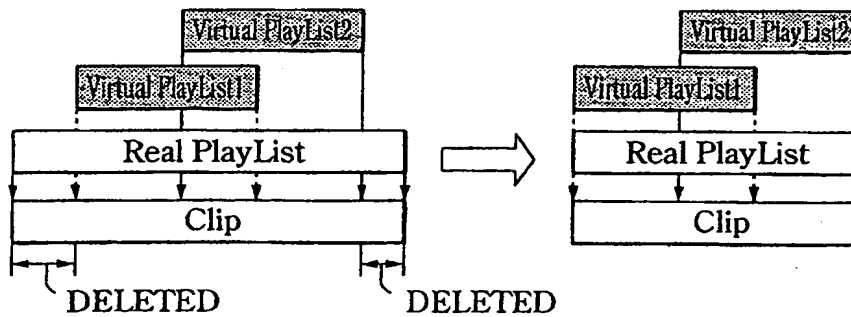 Virtual PlayList2
Virtual PlayList1
Real PlayList
Clip
DELETED
DELETED
Virtual PlayList2
Virtual PlayList1
Real PlayList
Clip